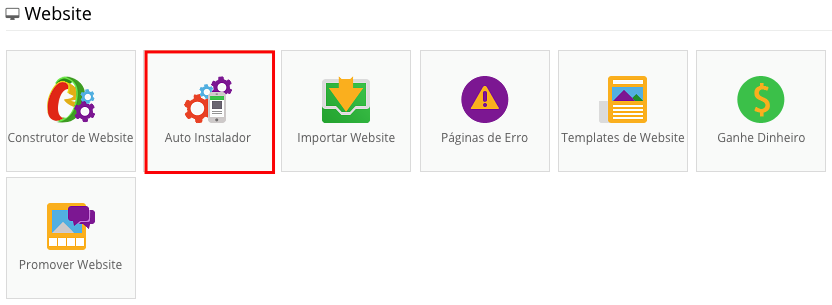 Website
Construtor de Website
Auto Instalador
Importar Website
Páginas de Erro
Templates de Website
Ganhe Dinheiro
Promover Website